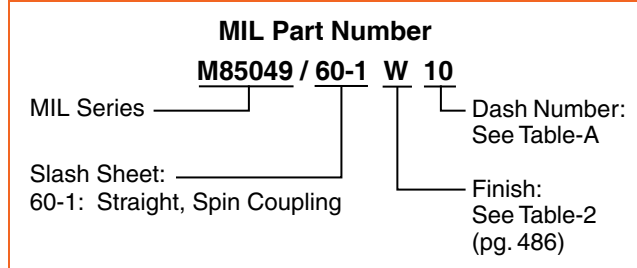 MIL Part Number
M85049 / 60-1 W 10
MIL Series
Dash Number:
See Table-A
Slash Sheet:
60-1: Straight, Spin Coupling
Finish:
See Table-2
(pg. 486)